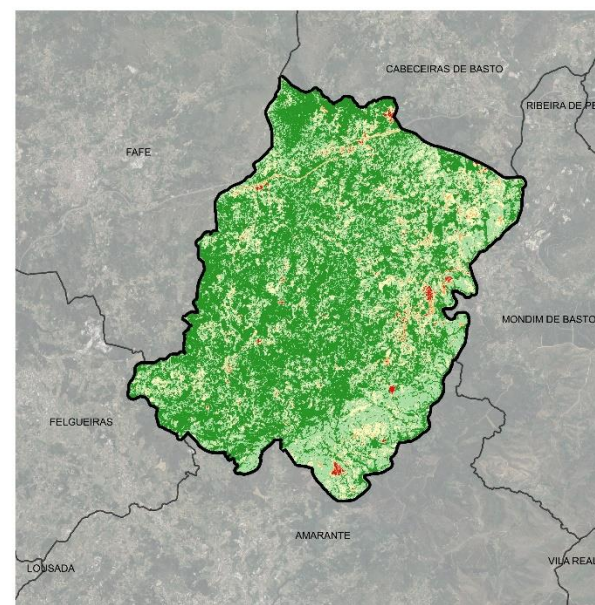 CABECEIRAS DE BASTO
RIBEIRA DE PE
FAFE
MONDIM DE BASTO
FELGUEIRAS
AMARANTE
LOUSADA
VILA REAL